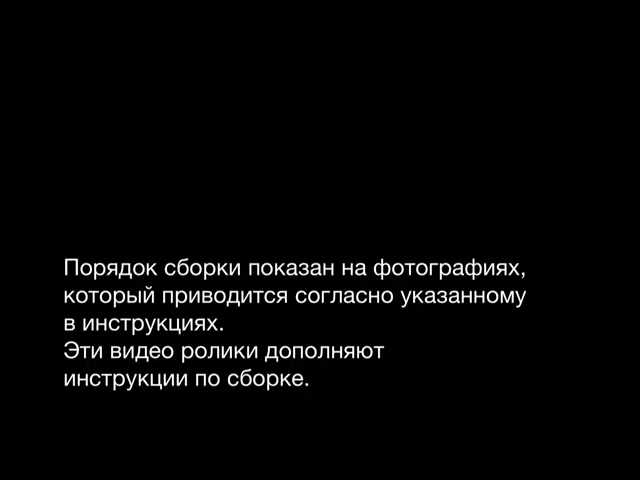 Порядок сборки показан на фотографиях,
который приводится согласно указанному
в инструкциях.
Эти видео ролики дополняют
инструкции по сборке.